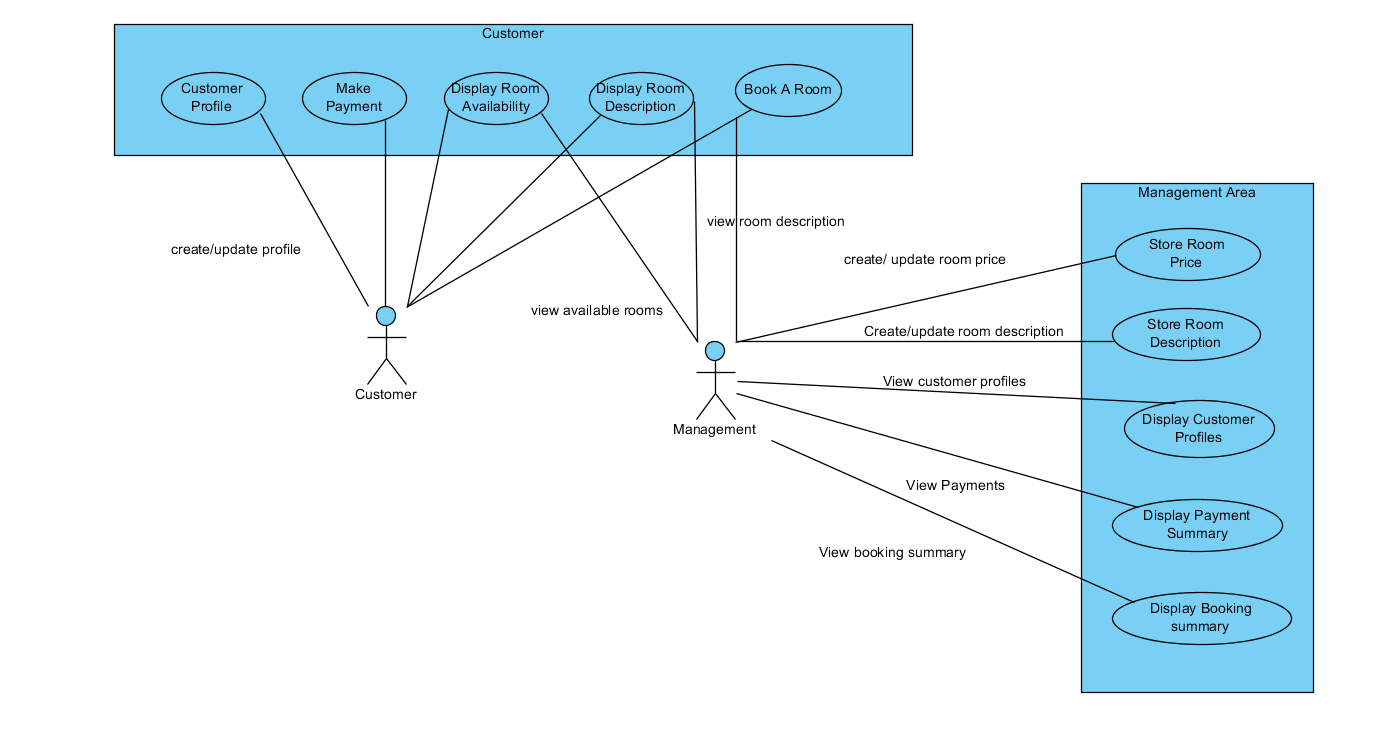 Customer
Customer
Profile
Make
Payment
Display Room
Availability
Display Room
Description
Book A Room
Management Area
Store Room
Price
Store Room
Description
Display Customer
Profiles
Display Payment
Summary
Display Booking
summary
create/update profile
view room description
create/ update room price
view available rooms
Create/update room description
View customer profiles
Customer
Management
View Payments
View booking summary